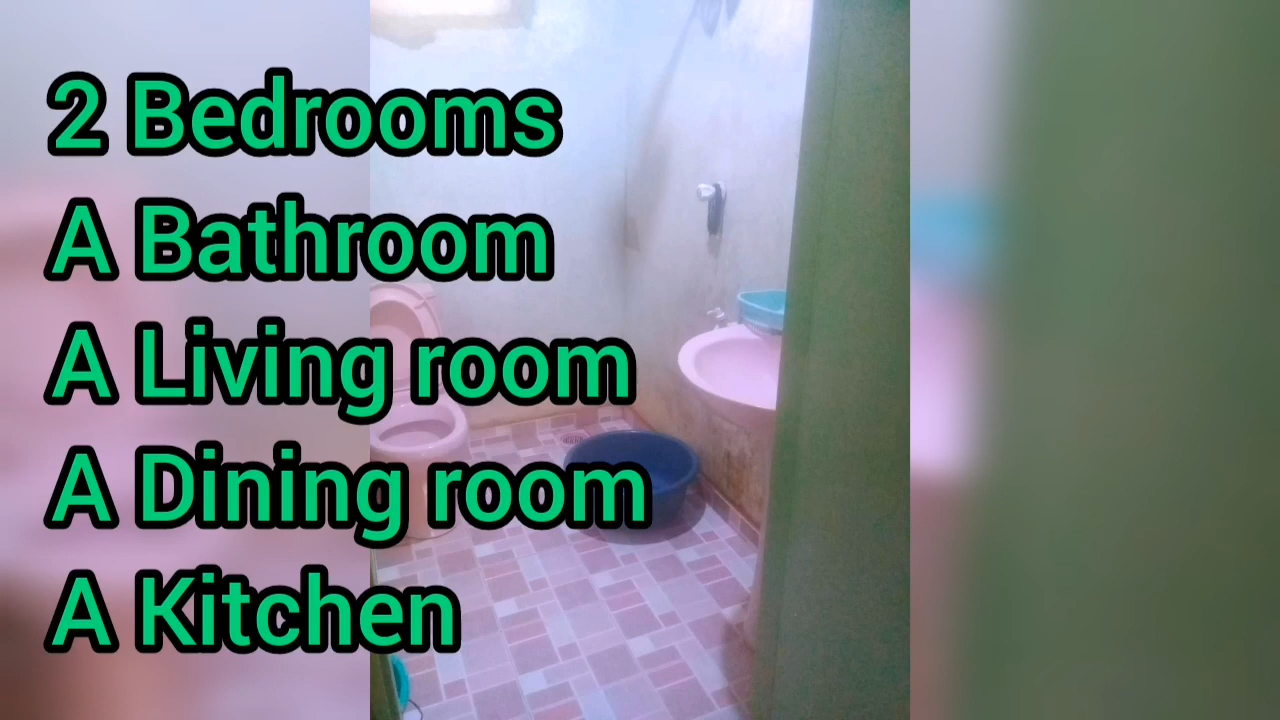 2 Bedrooms
A Bathroom
A Living room
A Dining room
A Kitchen